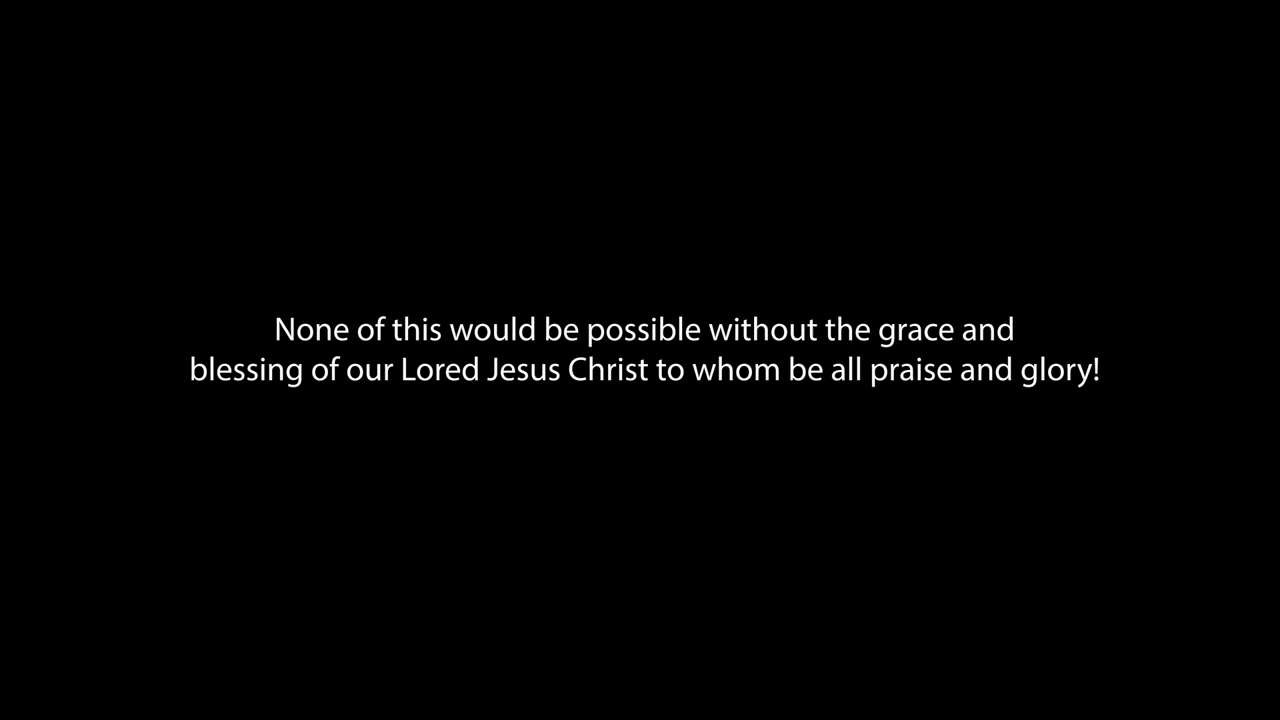 None of this would be possible without the grace and
blessing of our Lored Jesus Christ to whom be all praise and glory!